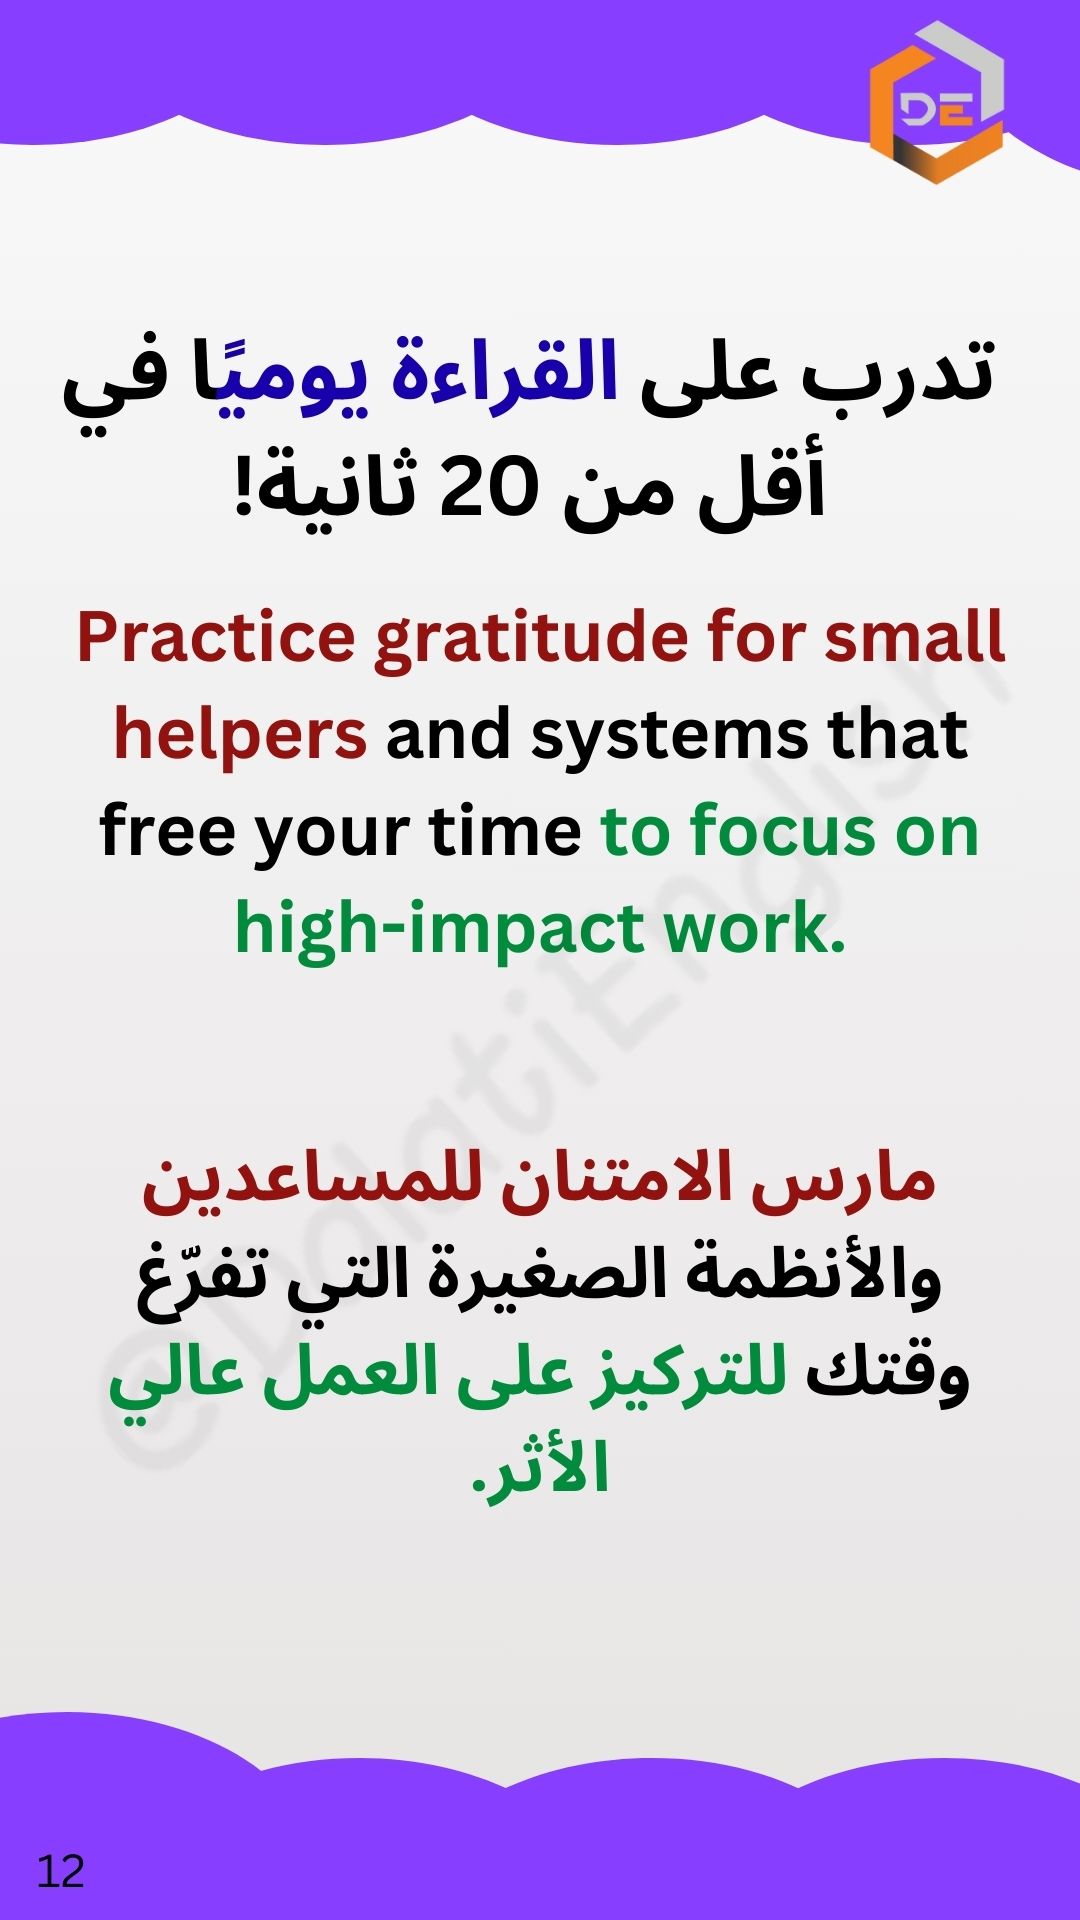 DE
تدرب على القراءة يوميًا في
أقل من 20 ثانية!
Practice gratitude for small
helpers and systems that
free your time to focus on
high-impact work.
مارس الامتنان للمساعدين
والأنظمة الصغيرة التي تفرّغ
وقتك للتركيز على العمل عالي
الأثر.
@DalatiEnglish
12